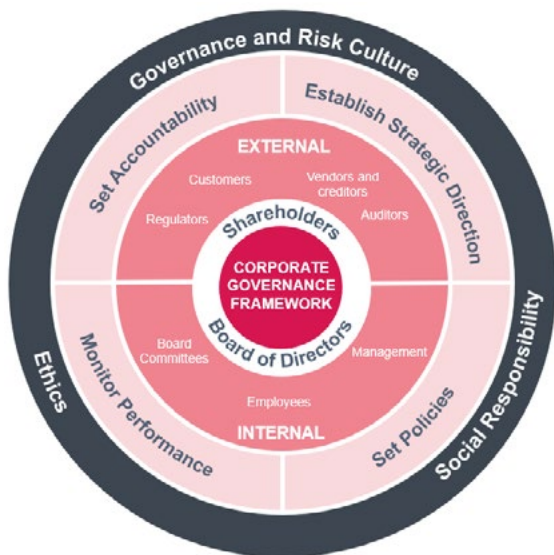 Governance and Risk Culture
Set Accountability
Establish Strategic Direction
EXTERNAL
Customers
Vendors and
creditors
Regulators
Auditors
Shareholders
CORPORATE
GOVERNANCE
FRAMEWORK
Board of Directors
Board
Committees
Management
Employees
INTERNAL
Monitor Performance
Set Policies
Ethics
Social Responsibility